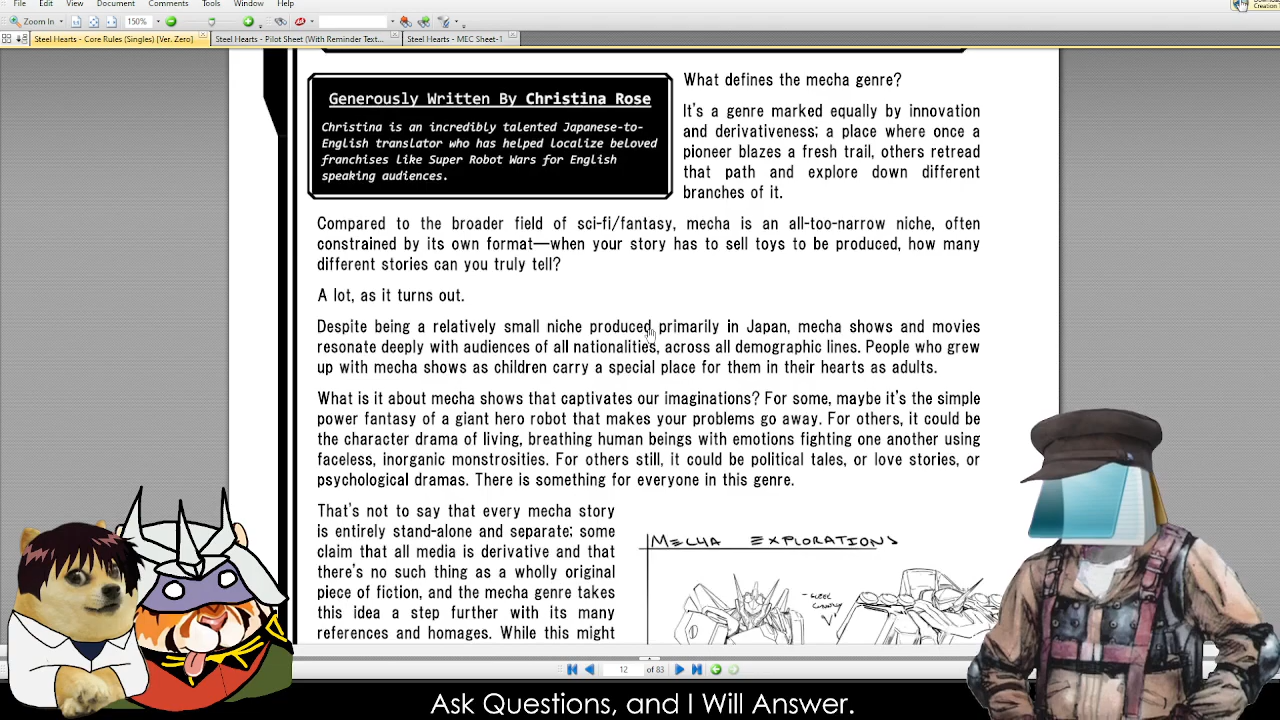 File Edit View Document Comments Tools Window Help
Zoom In 150%
Creation
Steel Hearts - Core Rules (Singles) [Ver. Zero] Steel Hearts - Pilot Sheet (With Reminder Text... Steel Hearts - MEC Sheet-1
Generously Written By Christina Rose
Christina is an incredibly talented Japanese-to-
English translator who has helped localize beloved
franchises like Super Robot Wars for English
speaking audiences.
What defines the mecha genre?
It's a genre marked equally by innovation
and derivativeness; a place where once a
pioneer blazes a fresh trail, others retread
that path and explore down different
branches of it.
Compared to the broader field of sci-fi/fantasy, mecha is an all-too-narrow niche, often
constrained by its own format—when your story has to sell toys to be produced, how many
different stories can you truly tell?
A lot, as it turns out.
Despite being a relatively small niche produced primarily in Japan, mecha shows and movies
resonate deeply with audiences of all nationalities, across all demographic lines. People who grew
up with mecha shows as children carry a special place for them in their hearts as adults.
What is it about mecha shows that captivates our imaginations? For some, maybe it's the simple
power fantasy of a giant hero robot that makes your problems go away. For others, it could be
the character drama of living, breathing human beings with emotions fighting one another using
faceless, inorganic monstrosities. For others still, it could be political tales, or love stories, or
psychological dramas. There is something for everyone in this genre.
That's not to say that every mecha story
is entirely stand-alone and separate; some
claim that all media is derivative and that
there's no such thing as a wholly original
piece of fiction, and the mecha genre takes
this idea a step further with its many
references and homages. While this might
MECHA EXPLORATIONS
12 of 83
Ask Questions, and I Will Answer.